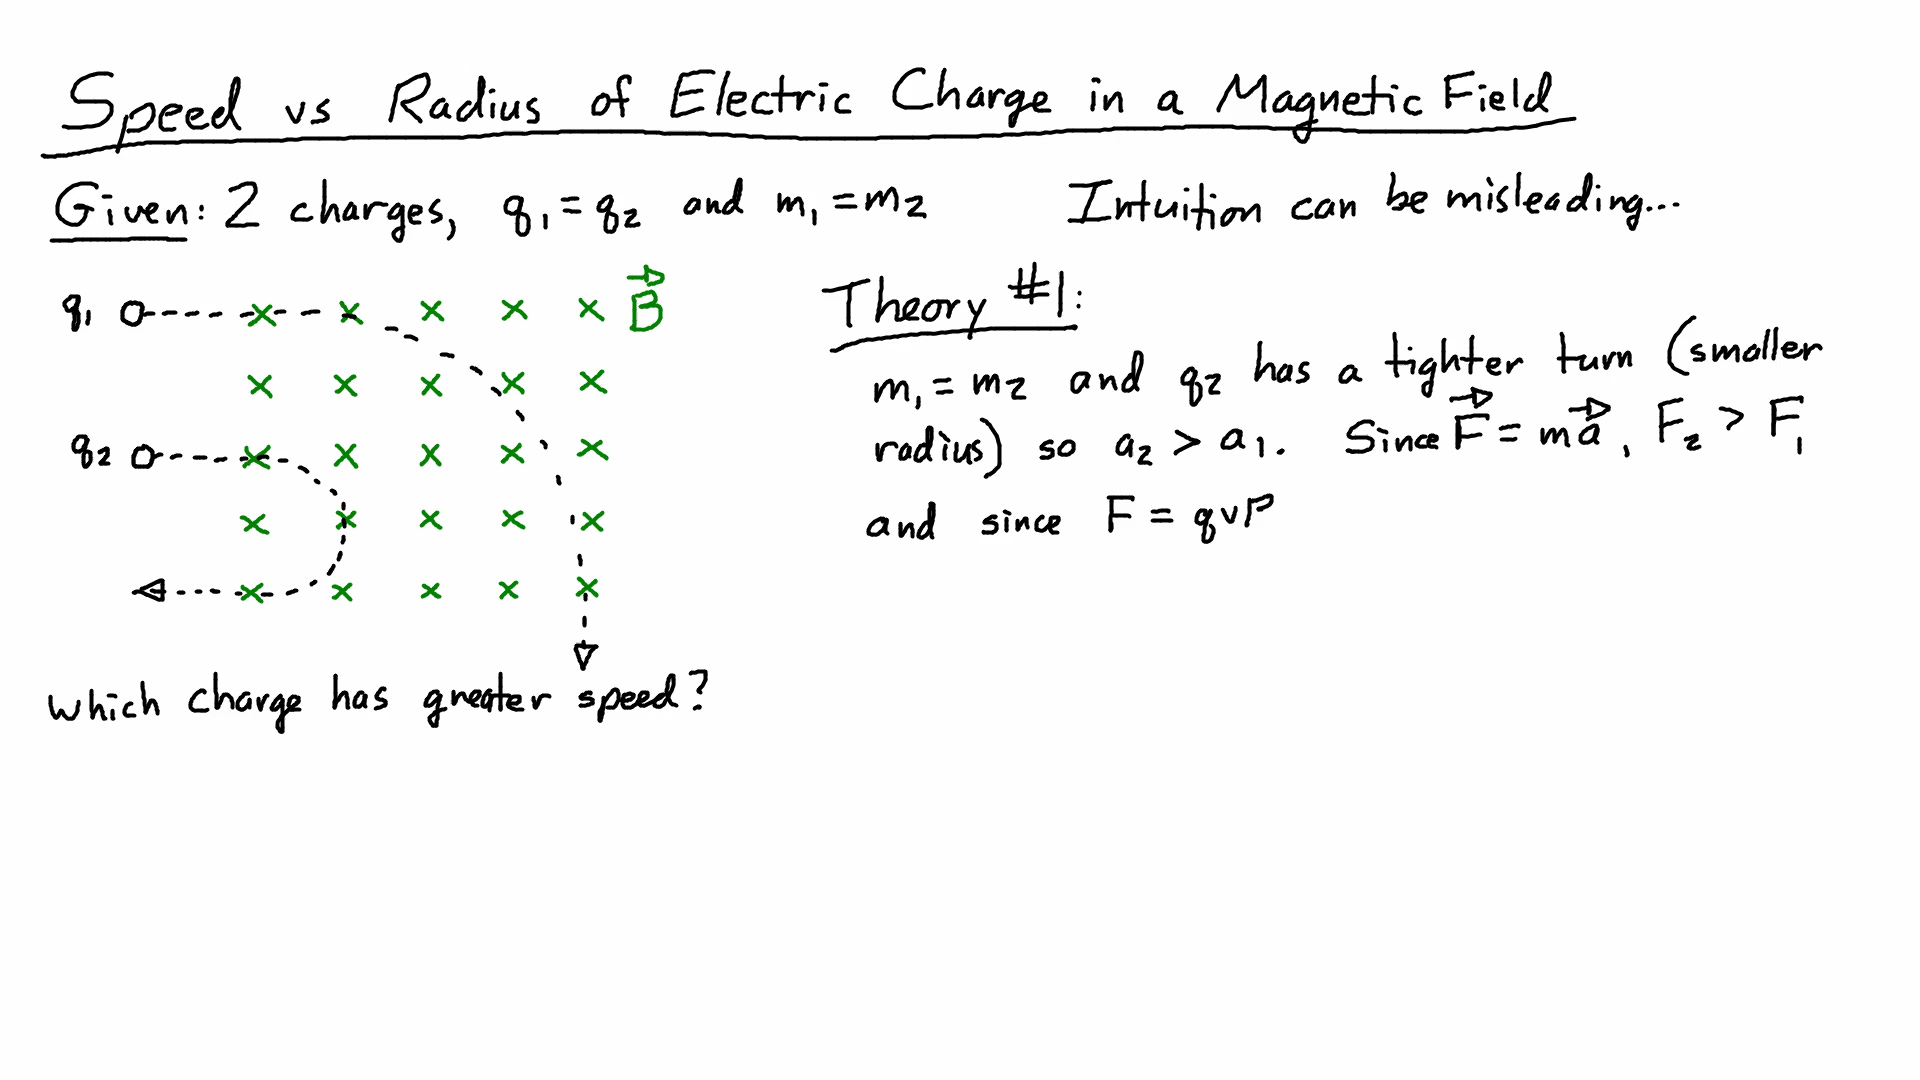 Speed vs Radius of Electric Charge in a Magnetic Field
Given: 2 charges, q₁ = q₂ and m₁ = m₂
Intuition can be misleading...
q₁
B⃗
q₂
Which charge has greater speed?
Theory #1:
m₁ = m₂ and q₂ has a tighter turn (smaller
radius) so a₂ > a₁. Since F⃗ = ma⃗, F₂ > F₁
and since F = qv